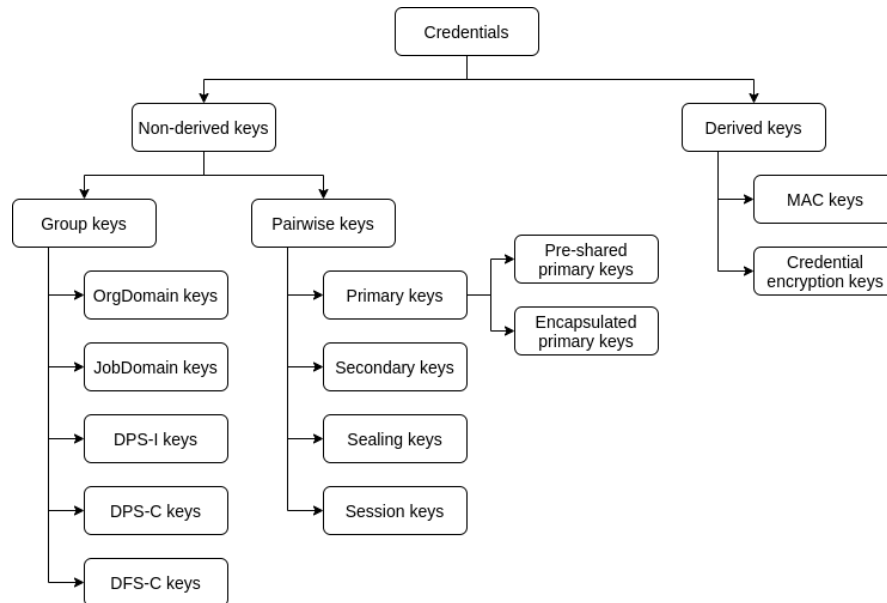 Credentials
Non-derived keys
Derived keys
Group keys
Pairwise keys
MAC keys
Credential
encryption keys
OrgDomain keys
JobDomain keys
DPS-I keys
DPS-C keys
DFS-C keys
Primary keys
Secondary keys
Sealing keys
Session keys
Pre-shared
primary keys
Encapsulated
primary keys